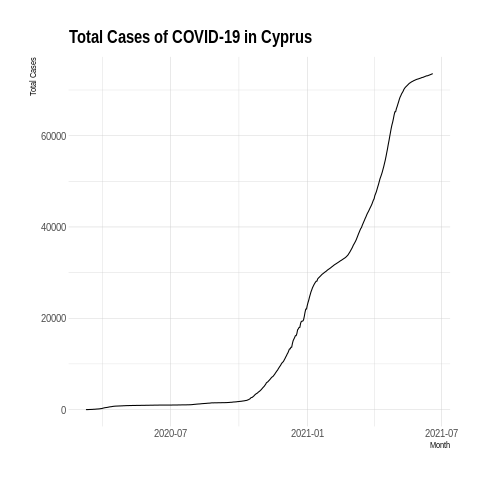 Total Cases of COVID-19 in Cyprus
Total Cases
60000
40000
20000
0
2020-07
2021-01
2021-07
Month